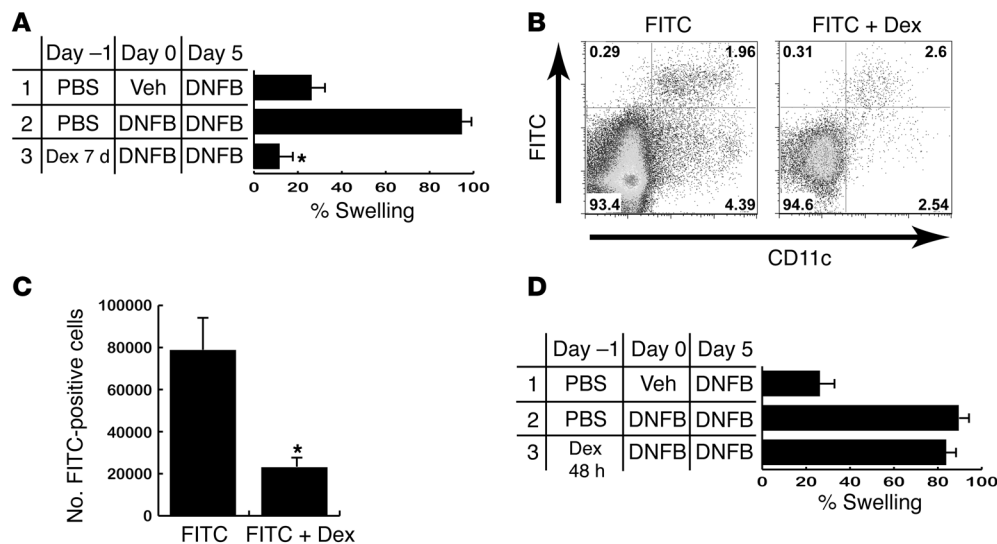 A
Day –1 Day 0 Day 5
1 PBS Veh DNFB
2 PBS DNFB DNFB
3 Dex 7 d DNFB DNFB
*
0 20 40 60 80 100
% Swelling
B
FITC FITC + Dex
0.29 1.96 0.31 2.6
FITC
93.4 4.39 94.6 2.54
CD11c
C
No. FITC-positive cells
100000
80000
60000
40000
20000
0
*
FITC FITC + Dex
D
Day –1 Day 0 Day 5
1 PBS Veh DNFB
2 PBS DNFB DNFB
3 Dex 48 h DNFB DNFB
0 20 40 60 80 100
% Swelling